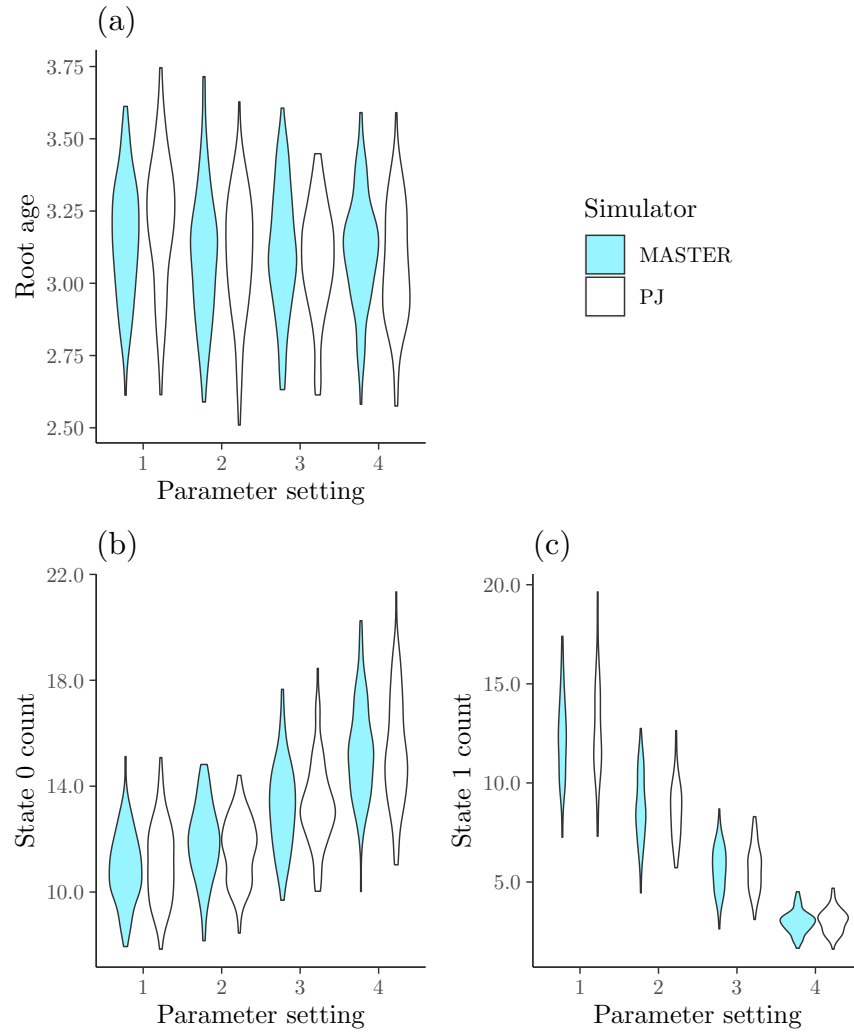 (a)
Root age
3.75
3.50
3.25
3.00
2.75
2.50
1 2 3 4
Parameter setting
Simulator
MASTER
PJ
(b)
State 0 count
22.0
18.0
14.0
10.0
1 2 3 4
Parameter setting
(c)
State 1 count
20.0
15.0
10.0
5.0
1 2 3 4
Parameter setting